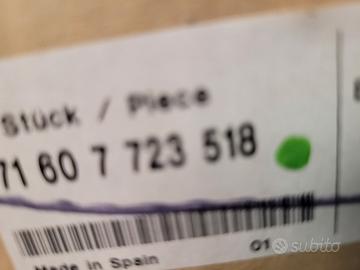 Stück / Piece
71 60 7 723 518
Made in Spain
01
subito